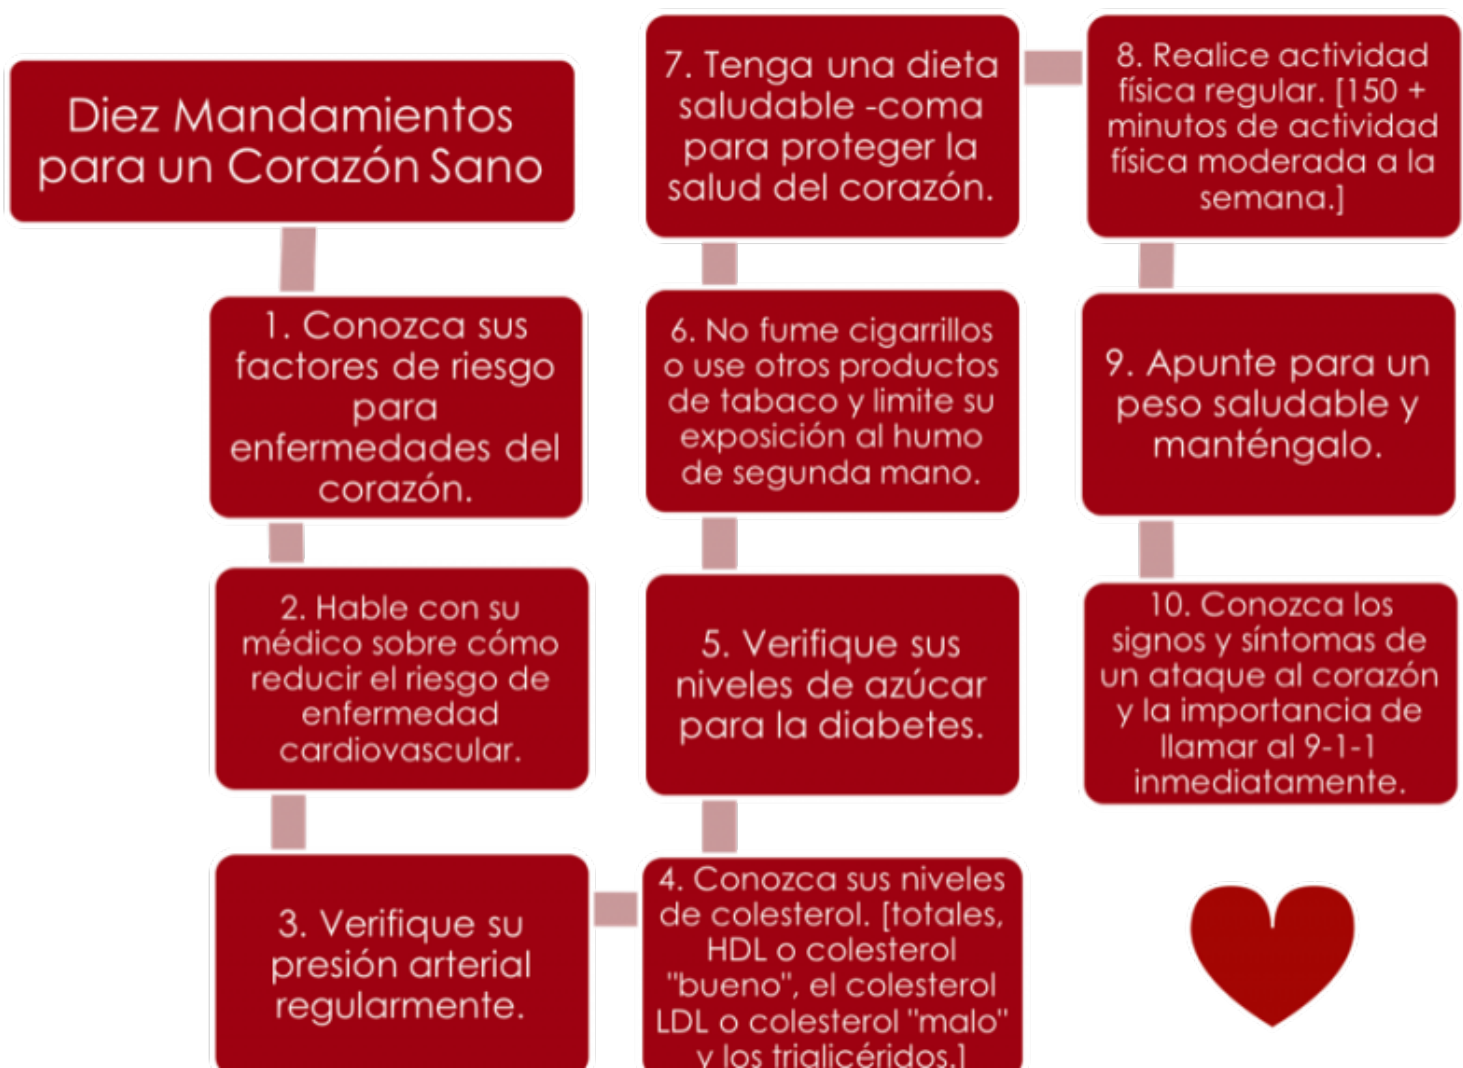 Diez Mandamientos
para un Corazón Sano
1. Conozca sus
factores de riesgo
para
enfermedades del
corazón.
2. Hable con su
médico sobre cómo
reducir el riesgo de
enfermedad
cardiovascular.
3. Verifique su
presión arterial
regularmente.
4. Conozca sus niveles
de colesterol. [totales,
HDL o colesterol
"bueno", el colesterol
LDL o colesterol "malo"
y los triglicéridos.]
5. Verifique sus
niveles de azúcar
para la diabetes.
6. No fume cigarrillos
o use otros productos
de tabaco y limite su
exposición al humo
de segunda mano.
7. Tenga una dieta
saludable -coma
para proteger la
salud del corazón.
8. Realice actividad
física regular. [150 +
minutos de actividad
física moderada a la
semana.]
9. Apunte para un
peso saludable y
manténgalo.
10. Conozca los
signos y síntomas de
un ataque al corazón
y la importancia de
llamar al 9-1-1
inmediatamente.